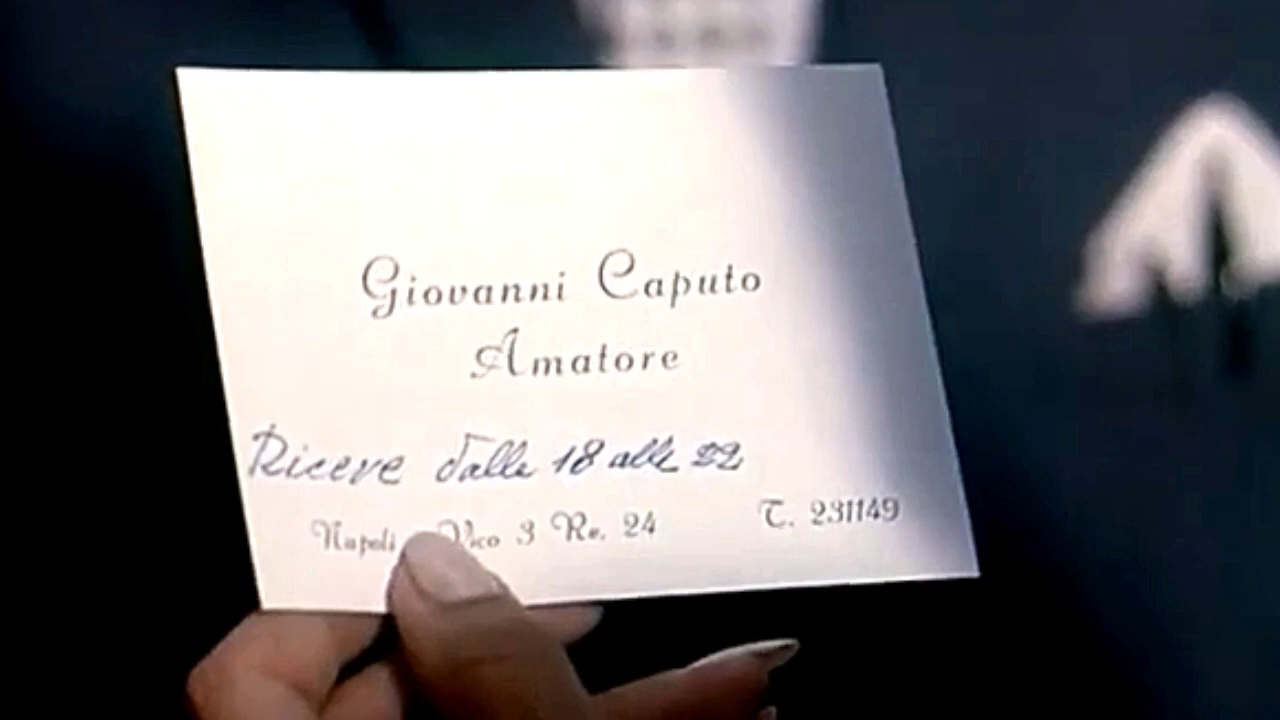 Giovanni Caputo
Amatore
Riceve dalle 18 alle 22
Napoli Vico 3 Re. 24 T. 231149